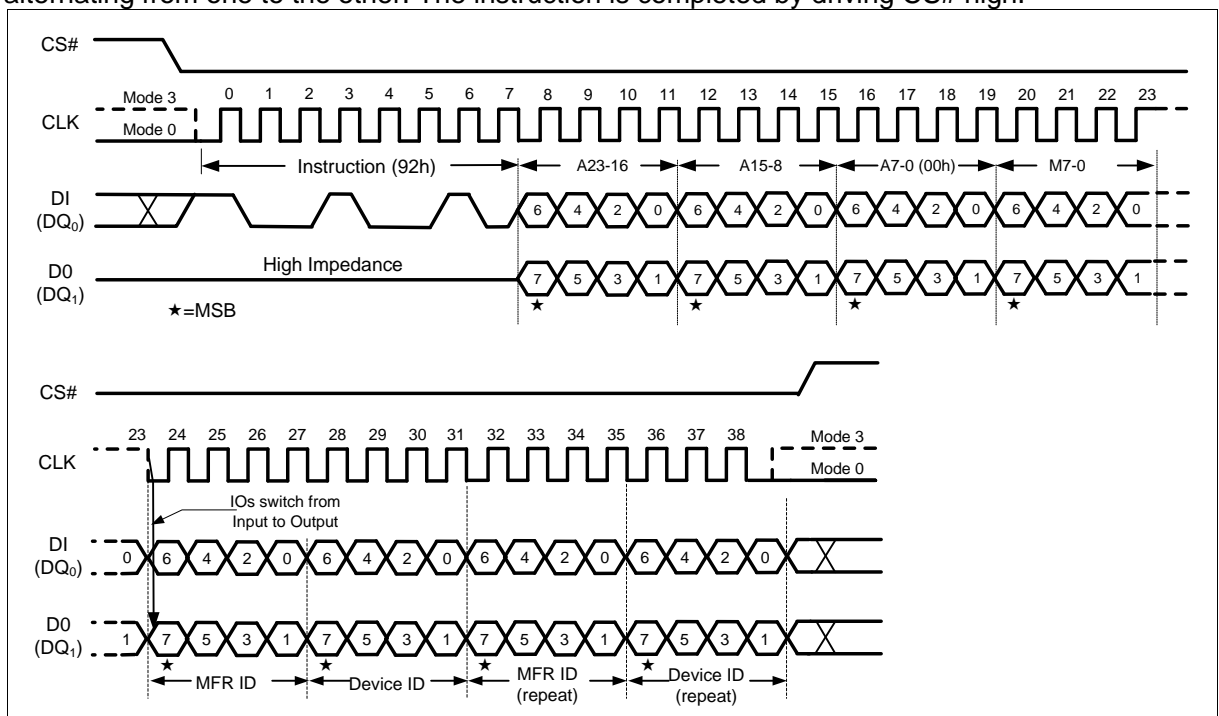 alternating from one to the other. The instruction is completed by driving CS# high.
CS#
Mode 3
0 1 2 3 4 5 6 7 8 9 10 11 12 13 14 15 16 17 18 19 20 21 22 23
CLK
Mode 0
Instruction (92h) A23-16 A15-8 A7-0 (00h) M7-0
DI
(DQ0)
6 4 2 0 6 4 2 0 6 4 2 0 6 4 2 0
High Impedance
D0
(DQ1)
7 5 3 1 7 5 3 1 7 5 3 1 7 5 3 1
★ ★ ★ ★
★=MSB
CS#
23 24 25 26 27 28 29 30 31 32 33 34 35 36 37 38
Mode 3
CLK
Mode 0
IOs switch from
Input to Output
DI
(DQ0)
0 6 4 2 0 6 4 2 0 6 4 2 0 6 4 2 0
D0
(DQ1)
1 7 5 3 1 7 5 3 1 7 5 3 1 7 5 3 1
★ ★ ★ ★
MFR ID Device ID MFR ID
(repeat)
Device ID
(repeat)